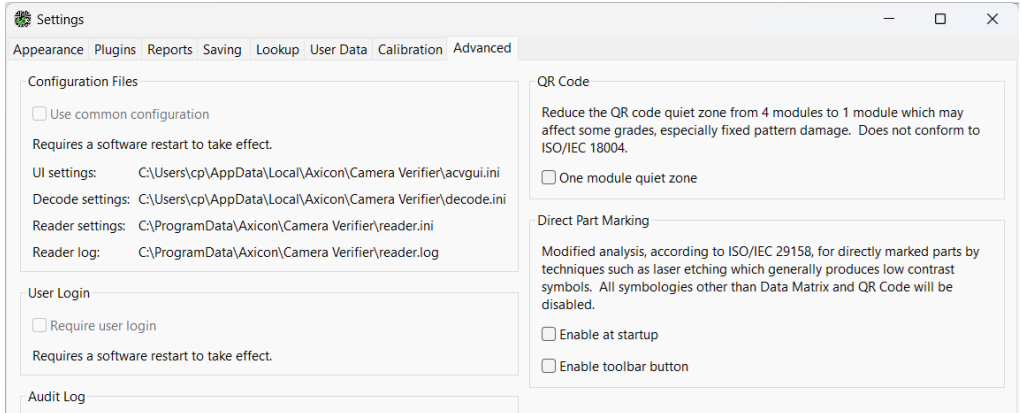 Settings
Appearance Plugins Reports Saving Lookup User Data Calibration Advanced
Configuration Files
Use common configuration
Requires a software restart to take effect.
UI settings: C:\Users\cp\AppData\Local\Axicon\Camera Verifier\acvgui.ini
Decode settings: C:\Users\cp\AppData\Local\Axicon\Camera Verifier\decode.ini
Reader settings: C:\ProgramData\Axicon\Camera Verifier\reader.ini
Reader log: C:\ProgramData\Axicon\Camera Verifier\reader.log
User Login
Require user login
Requires a software restart to take effect.
Audit Log
QR Code
Reduce the QR code quiet zone from 4 modules to 1 module which may
affect some grades, especially fixed pattern damage. Does not conform to
ISO/IEC 18004.
One module quiet zone
Direct Part Marking
Modified analysis, according to ISO/IEC 29158, for directly marked parts by
techniques such as laser etching which generally produces low contrast
symbols. All symbologies other than Data Matrix and QR Code will be
disabled.
Enable at startup
Enable toolbar button